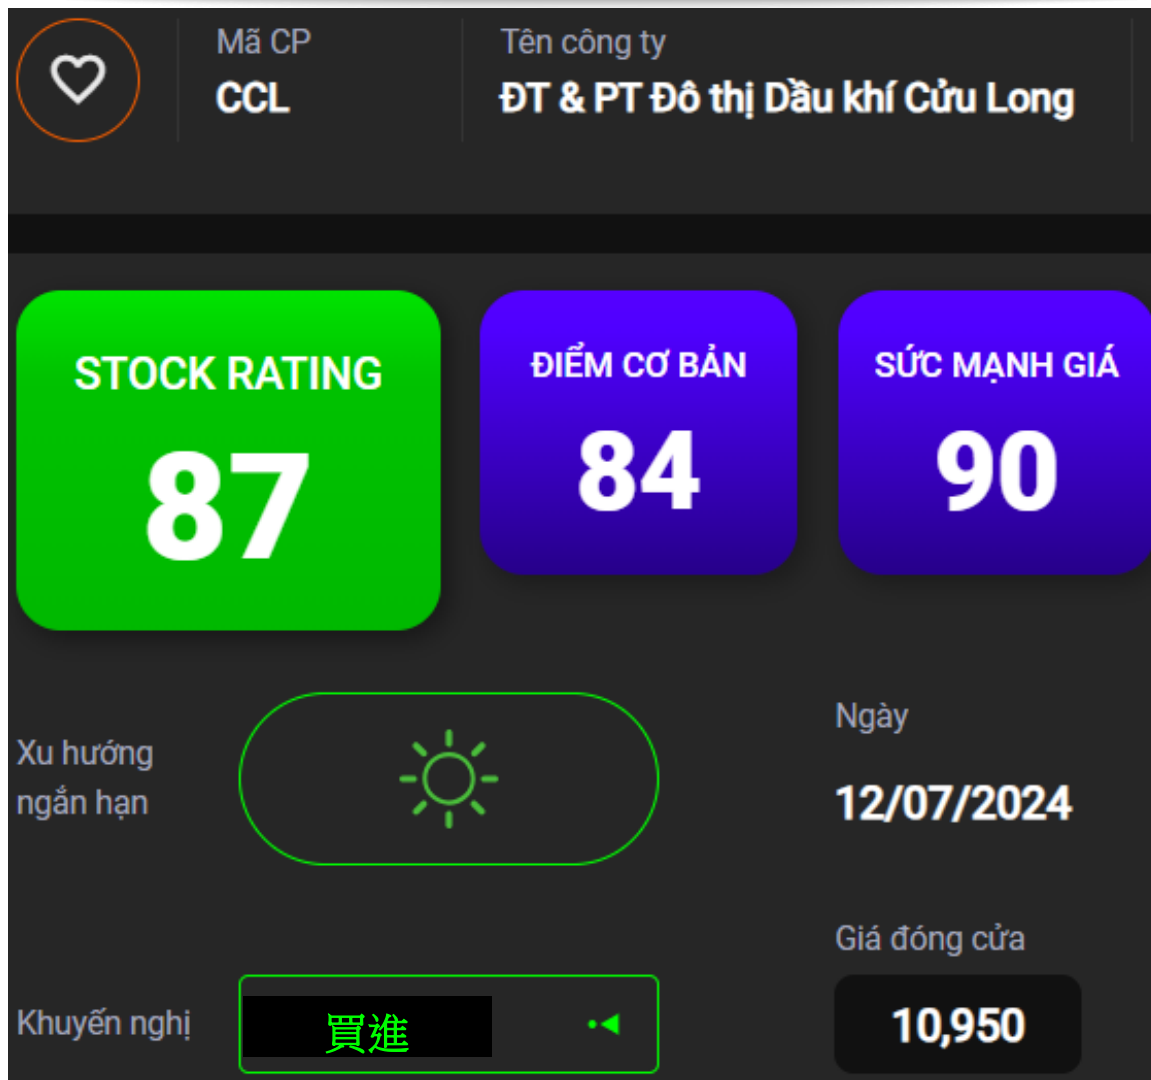 Mã CP
CCL
Tên công ty
ĐT & PT Đô thị Dầu khí Cửu Long
STOCK RATING
87
ĐIỂM CƠ BẢN
84
SỨC MẠNH GIÁ
90
Xu hướng
ngắn hạn
Ngày
12/07/2024
Khuyến nghị
買進
Giá đóng cửa
10,950